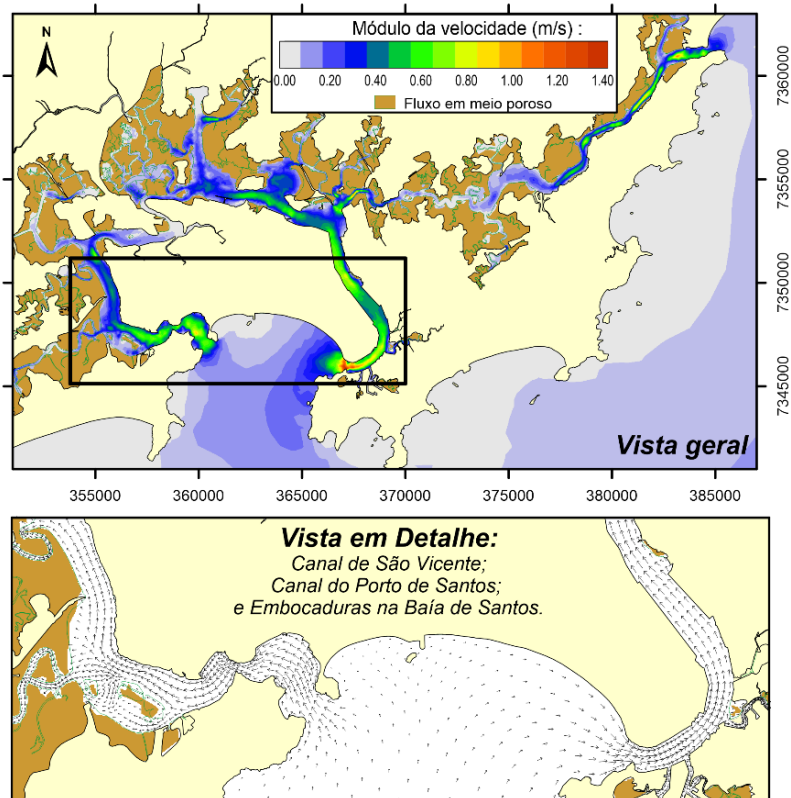 Módulo da velocidade (m/s) :
0.00 0.20 0.40 0.60 0.80 1.00 1.20 1.40
Fluxo em meio poroso
N
7360000
7355000
7350000
7345000
Vista geral
355000 360000 365000 370000 375000 380000 385000
Vista em Detalhe:
Canal de São Vicente;
Canal do Porto de Santos;
e Embocaduras na Baía de Santos.